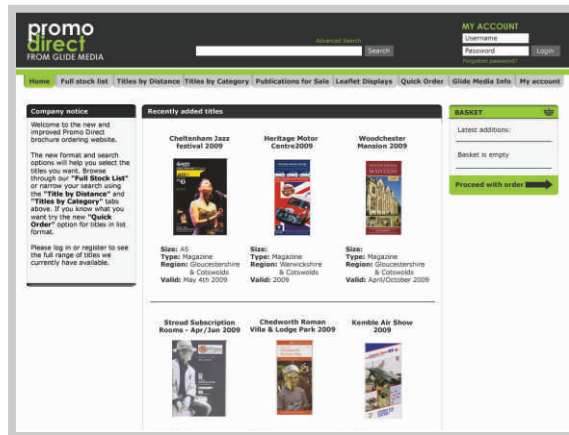 promo
direct
FROM GLIDE MEDIA
Advanced Search
Search
MY ACCOUNT
Username
Password
Login
Forgotten password?
Home
Full stock list
Titles by Distance
Titles by Category
Publications for Sale
Leaflet Displays
Quick Order
Glide Media Info
My account
Company notice
Welcome to the new and
improved Promo Direct
brochure ordering website.
The new format and search
options will help you select the
titles you want. Browse
through our "Full Stock List"
or narrow your search using
the "Title by Distance" and
"Titles by Category" tabs
above. If you know what you
want try the new "Quick
Order" option for titles in list
format.
Please log in or register to see
the full range of titles we
currently have available.
Recently added titles
Cheltenham Jazz
festival 2009
Size: A5
Type: Magazine
Region: Gloucestershire
& Cotswolds
Valid: May 4th 2009
Heritage Motor
Centre2009
Size:
Type: Magazine
Region: Warwickshire
& Cotswolds
Valid: 2009
Woodchester
Mansion 2009
WOODCHESTER
MANSION
Size:
Type: Magazine
Region: Gloucestershire
& Cotswolds
Valid: April/October 2009
Stroud Subscription
Rooms - Apr/Jun 2009
Chedworth Roman
Villa & Lodge Park 2009
Kemble Air Show
2009
BASKET
Latest additions:
Basket is empty
Proceed with order